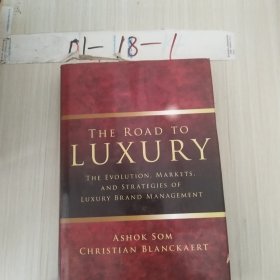 01-18-1
THE ROAD TO
LUXURY
THE EVOLUTION, MARKETS,
AND STRATEGIES OF
LUXURY BRAND MANAGEMENT
ASHOK SOM
CHRISTIAN BLANCKAERT